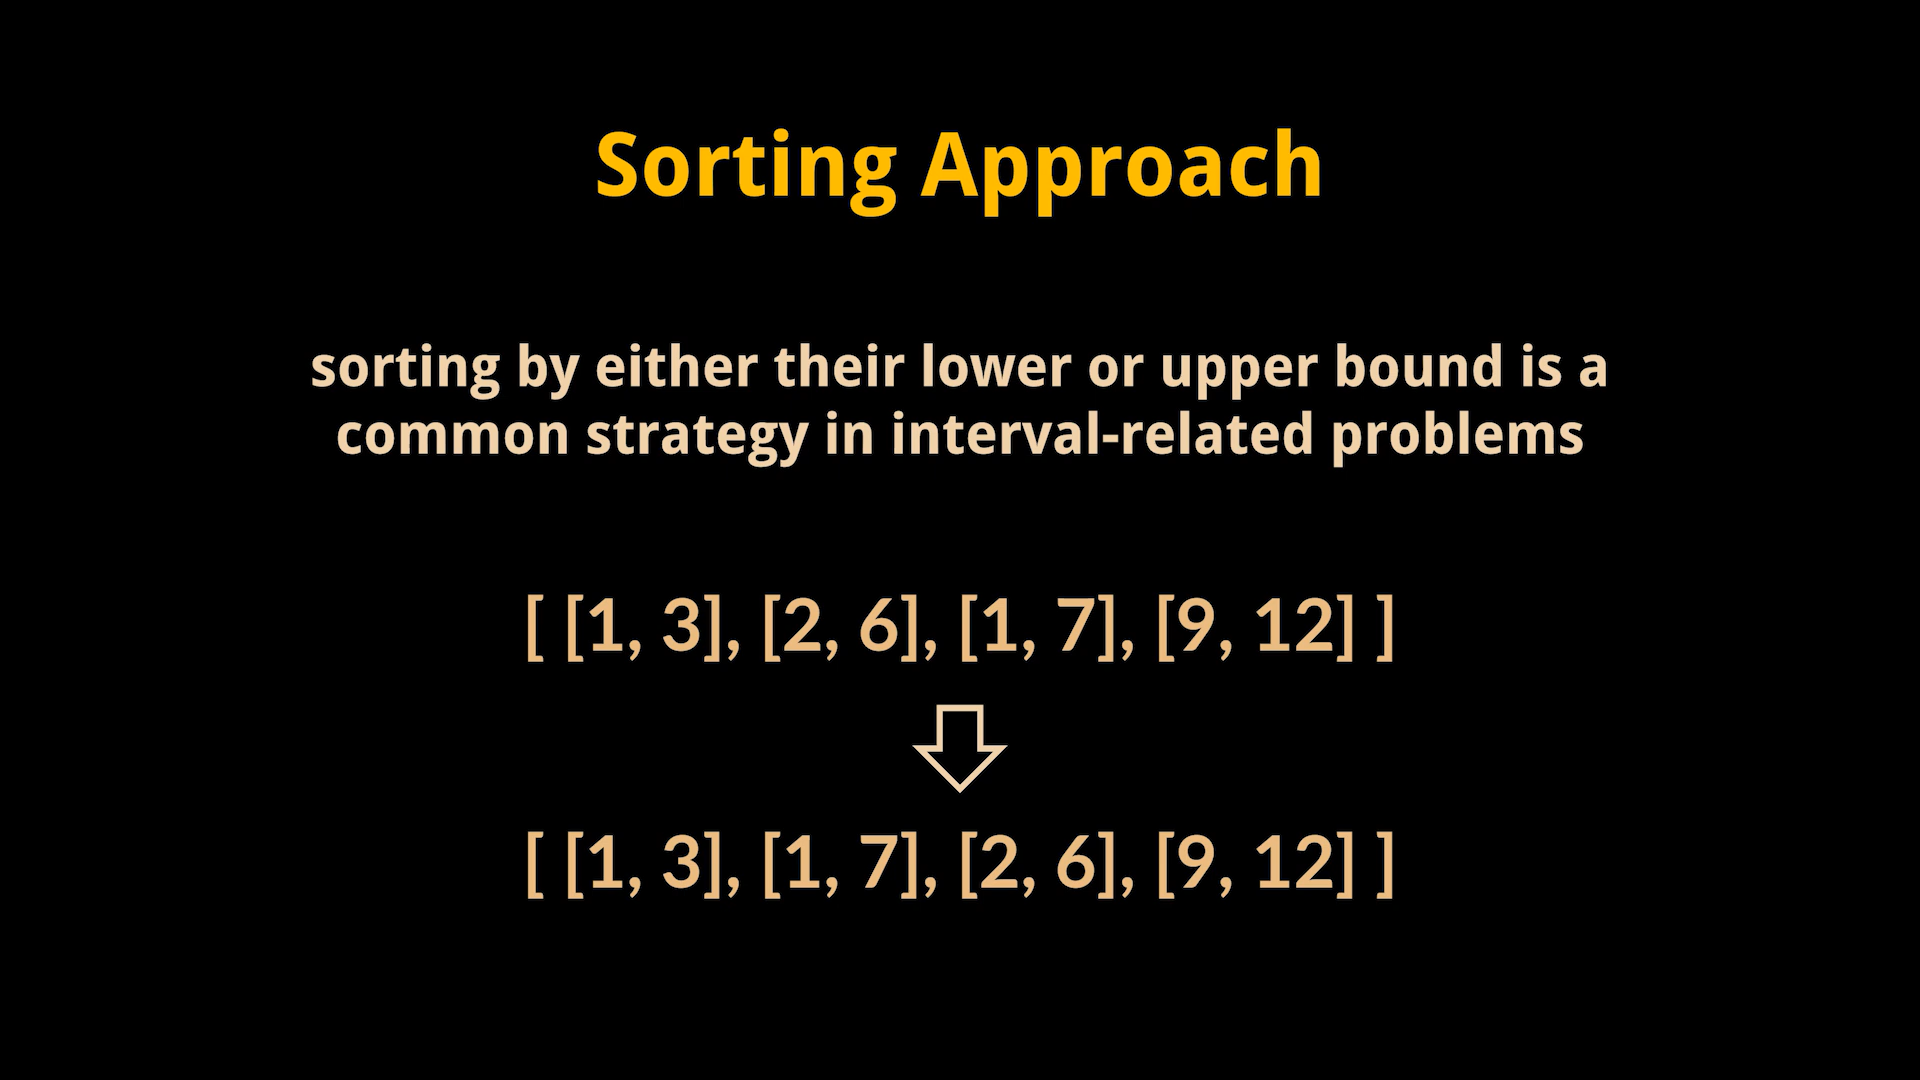 Sorting Approach
sorting by either their lower or upper bound is a
common strategy in interval-related problems
[ [1, 3], [2, 6], [1, 7], [9, 12] ]
[ [1, 3], [1, 7], [2, 6], [9, 12] ]